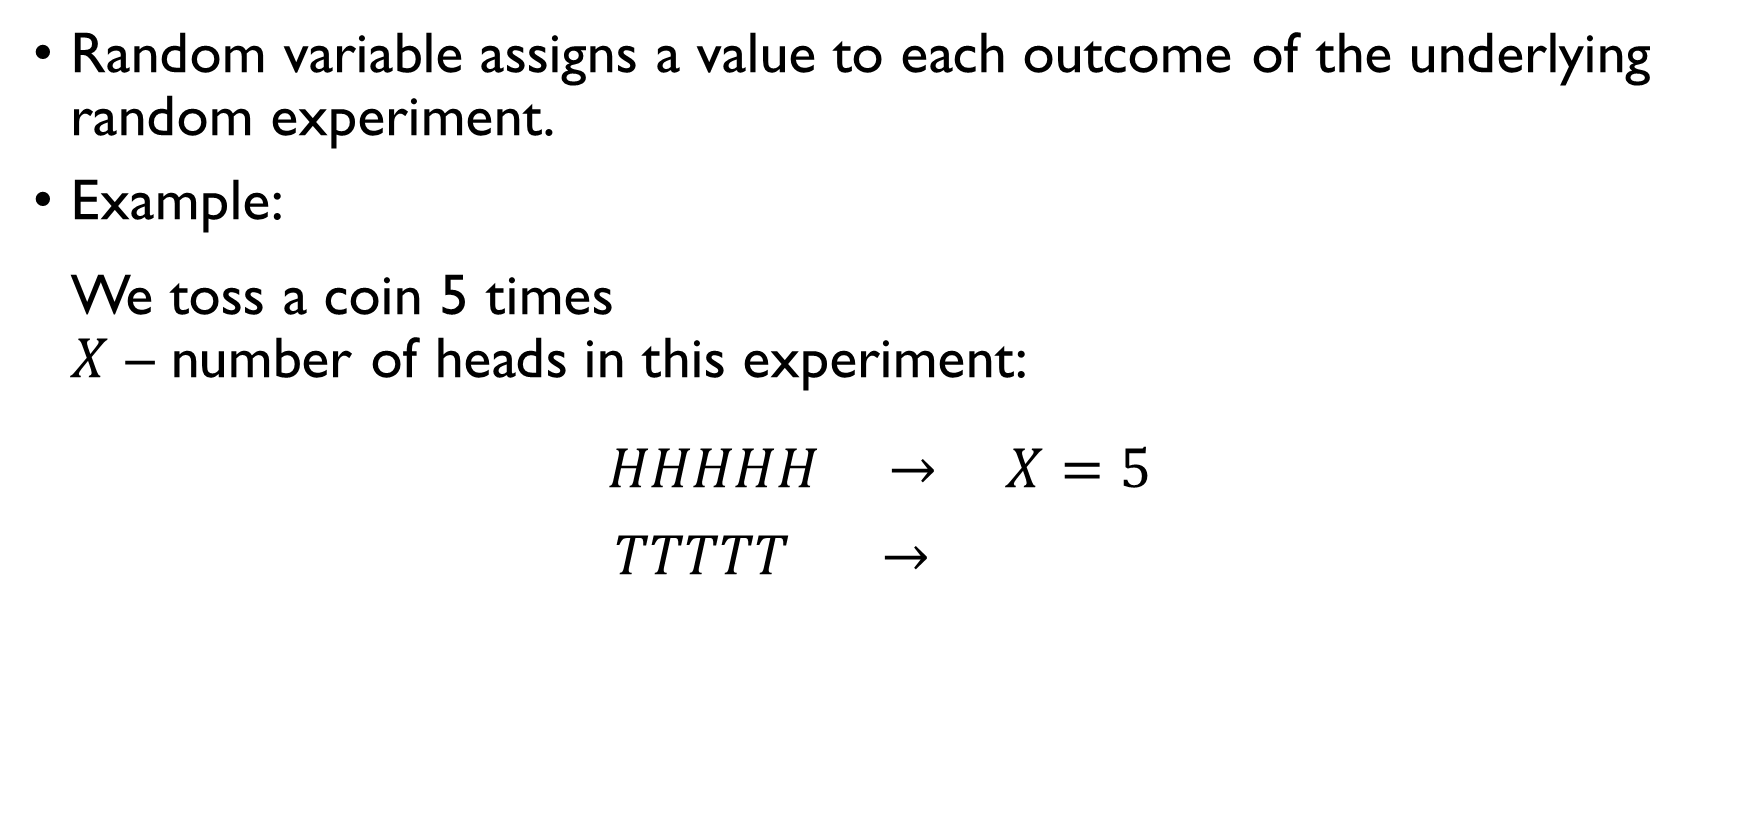 • Random variable assigns a value to each outcome of the underlying
random experiment.
• Example:
We toss a coin 5 times
X – number of heads in this experiment:
HHHHH → X = 5
TTTTT →